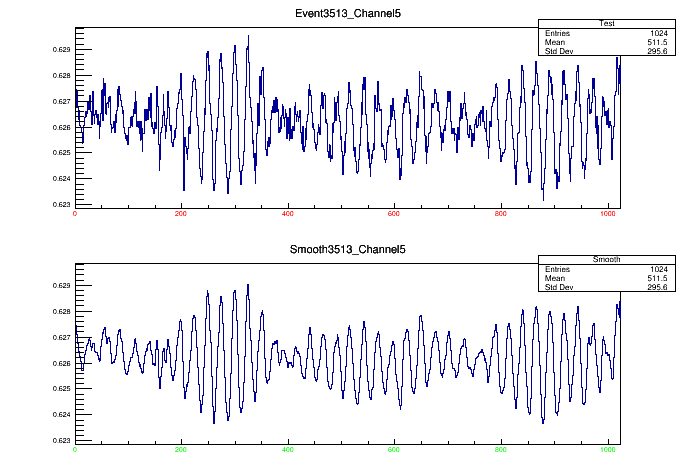 Event3513_Channel5
Test
Entries 1024
Mean 511.5
Std Dev 295.6
0.629
0.628
0.627
0.626
0.625
0.624
0.623
0 200 400 600 800 1000
Smooth3513_Channel5
Smooth
Entries 1024
Mean 511.5
Std Dev 295.6
0.629
0.628
0.627
0.626
0.625
0.624
0.623
0 200 400 600 800 1000